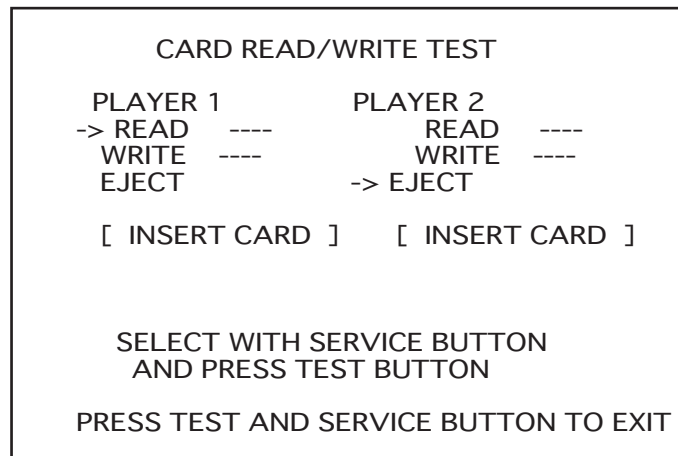 CARD READ/WRITE TEST
PLAYER 1 PLAYER 2
-> READ ---- READ ----
WRITE ---- WRITE ----
EJECT -> EJECT
[ INSERT CARD ] [ INSERT CARD ]
SELECT WITH SERVICE BUTTON
AND PRESS TEST BUTTON
PRESS TEST AND SERVICE BUTTON TO EXIT